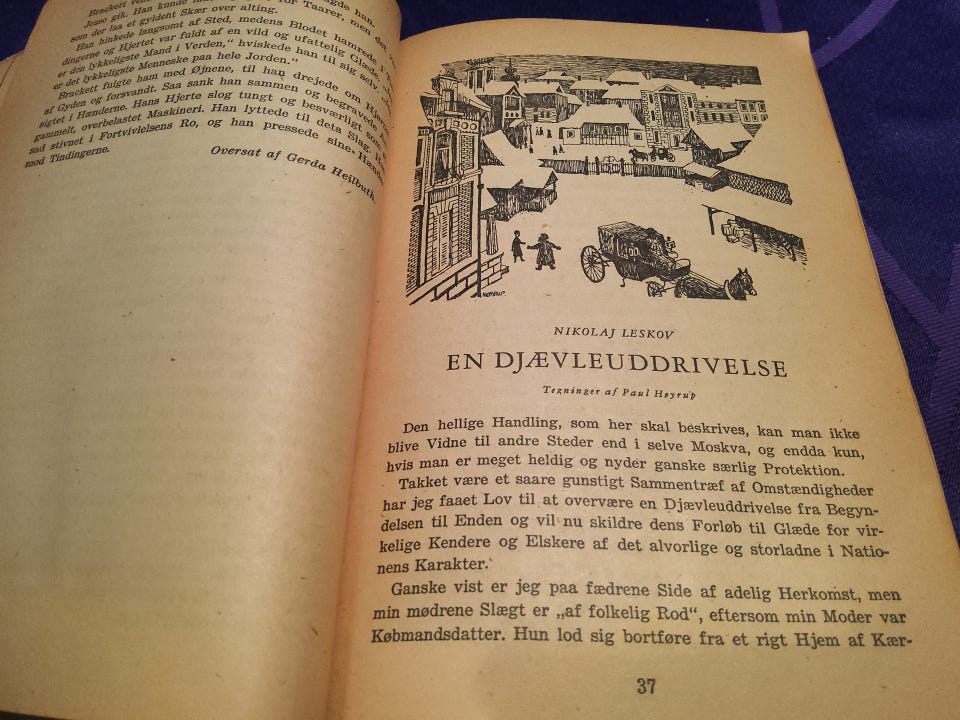 Brackett
for Taarer, men det
Jesse gik. Han kunde
som der laa et gyldent Skær over alting.
Han hinkede langsomt af Sted, medens Blodet hamrede i
dingerne og Hjertet var fuldt af en vild og ufattelig Glæde.
er den lykkeligste Mand i Verden," hviskede han til sig selv.
er det lykkeligste Menneske paa hele Jorden."
Brackett fulgte ham med Øjnene, til han drejede om
af Gyden og forsvandt. Saa sank han sammen og begravede
sigtet i Hænderne. Hans Hjerte slog tungt og besværligt som
gammelt, overbelastet Maskineri. Han lyttede til dets Slag.
sad stivnet i Fortvivlelsens Ro, og han pressede sine
mod Tindingerne.
Oversat af Gerda Heilbuth.
HØYRUP.
NIKOLAJ LESKOV
EN DJÆVLEUDDRIVELSE
Tegninger af Paul Høyrup
Den hellige Handling, som her skal beskrives, kan man ikke
blive Vidne til andre Steder end i selve Moskva, og endda kun,
hvis man er meget heldig og nyder ganske særlig Protektion.
Takket være et saare gunstigt Sammentræf af Omstændigheder
har jeg faaet Lov til at overvære en Djævleuddrivelse fra Begyn-
delsen til Enden og vil nu skildre dens Forløb til Glæde for vir-
kelige Kendere og Elskere af det alvorlige og storladne i Natio-
nens Karakter.
Ganske vist er jeg paa fædrene Side af adelig Herkomst, men
min mødrene Slægt er „af folkelig Rod", eftersom min Moder var
Købmandsdatter. Hun lod sig bortføre fra et rigt Hjem af Kær-
37